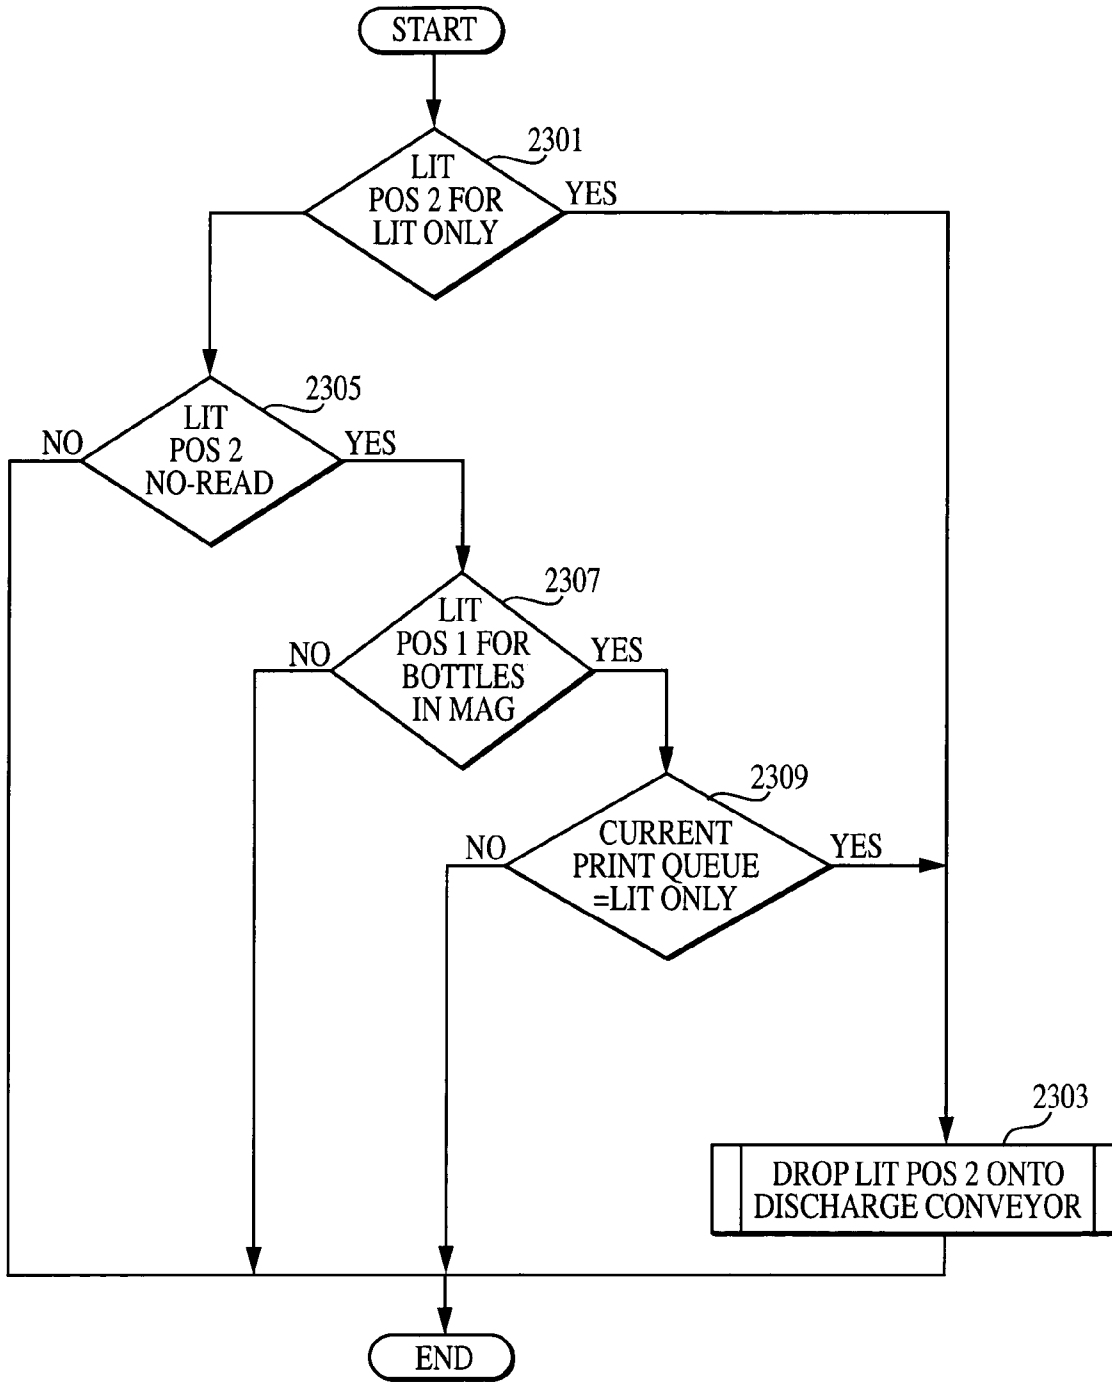 START
2301
LIT
POS 2 FOR
LIT ONLY
YES
2305
LIT
POS 2
NO-READ
NO
YES
2307
LIT
POS 1 FOR
BOTTLES
IN MAG
NO
YES
2309
CURRENT
PRINT QUEUE
=LIT ONLY
NO
YES
2303
DROP LIT POS 2 ONTO
DISCHARGE CONVEYOR
END